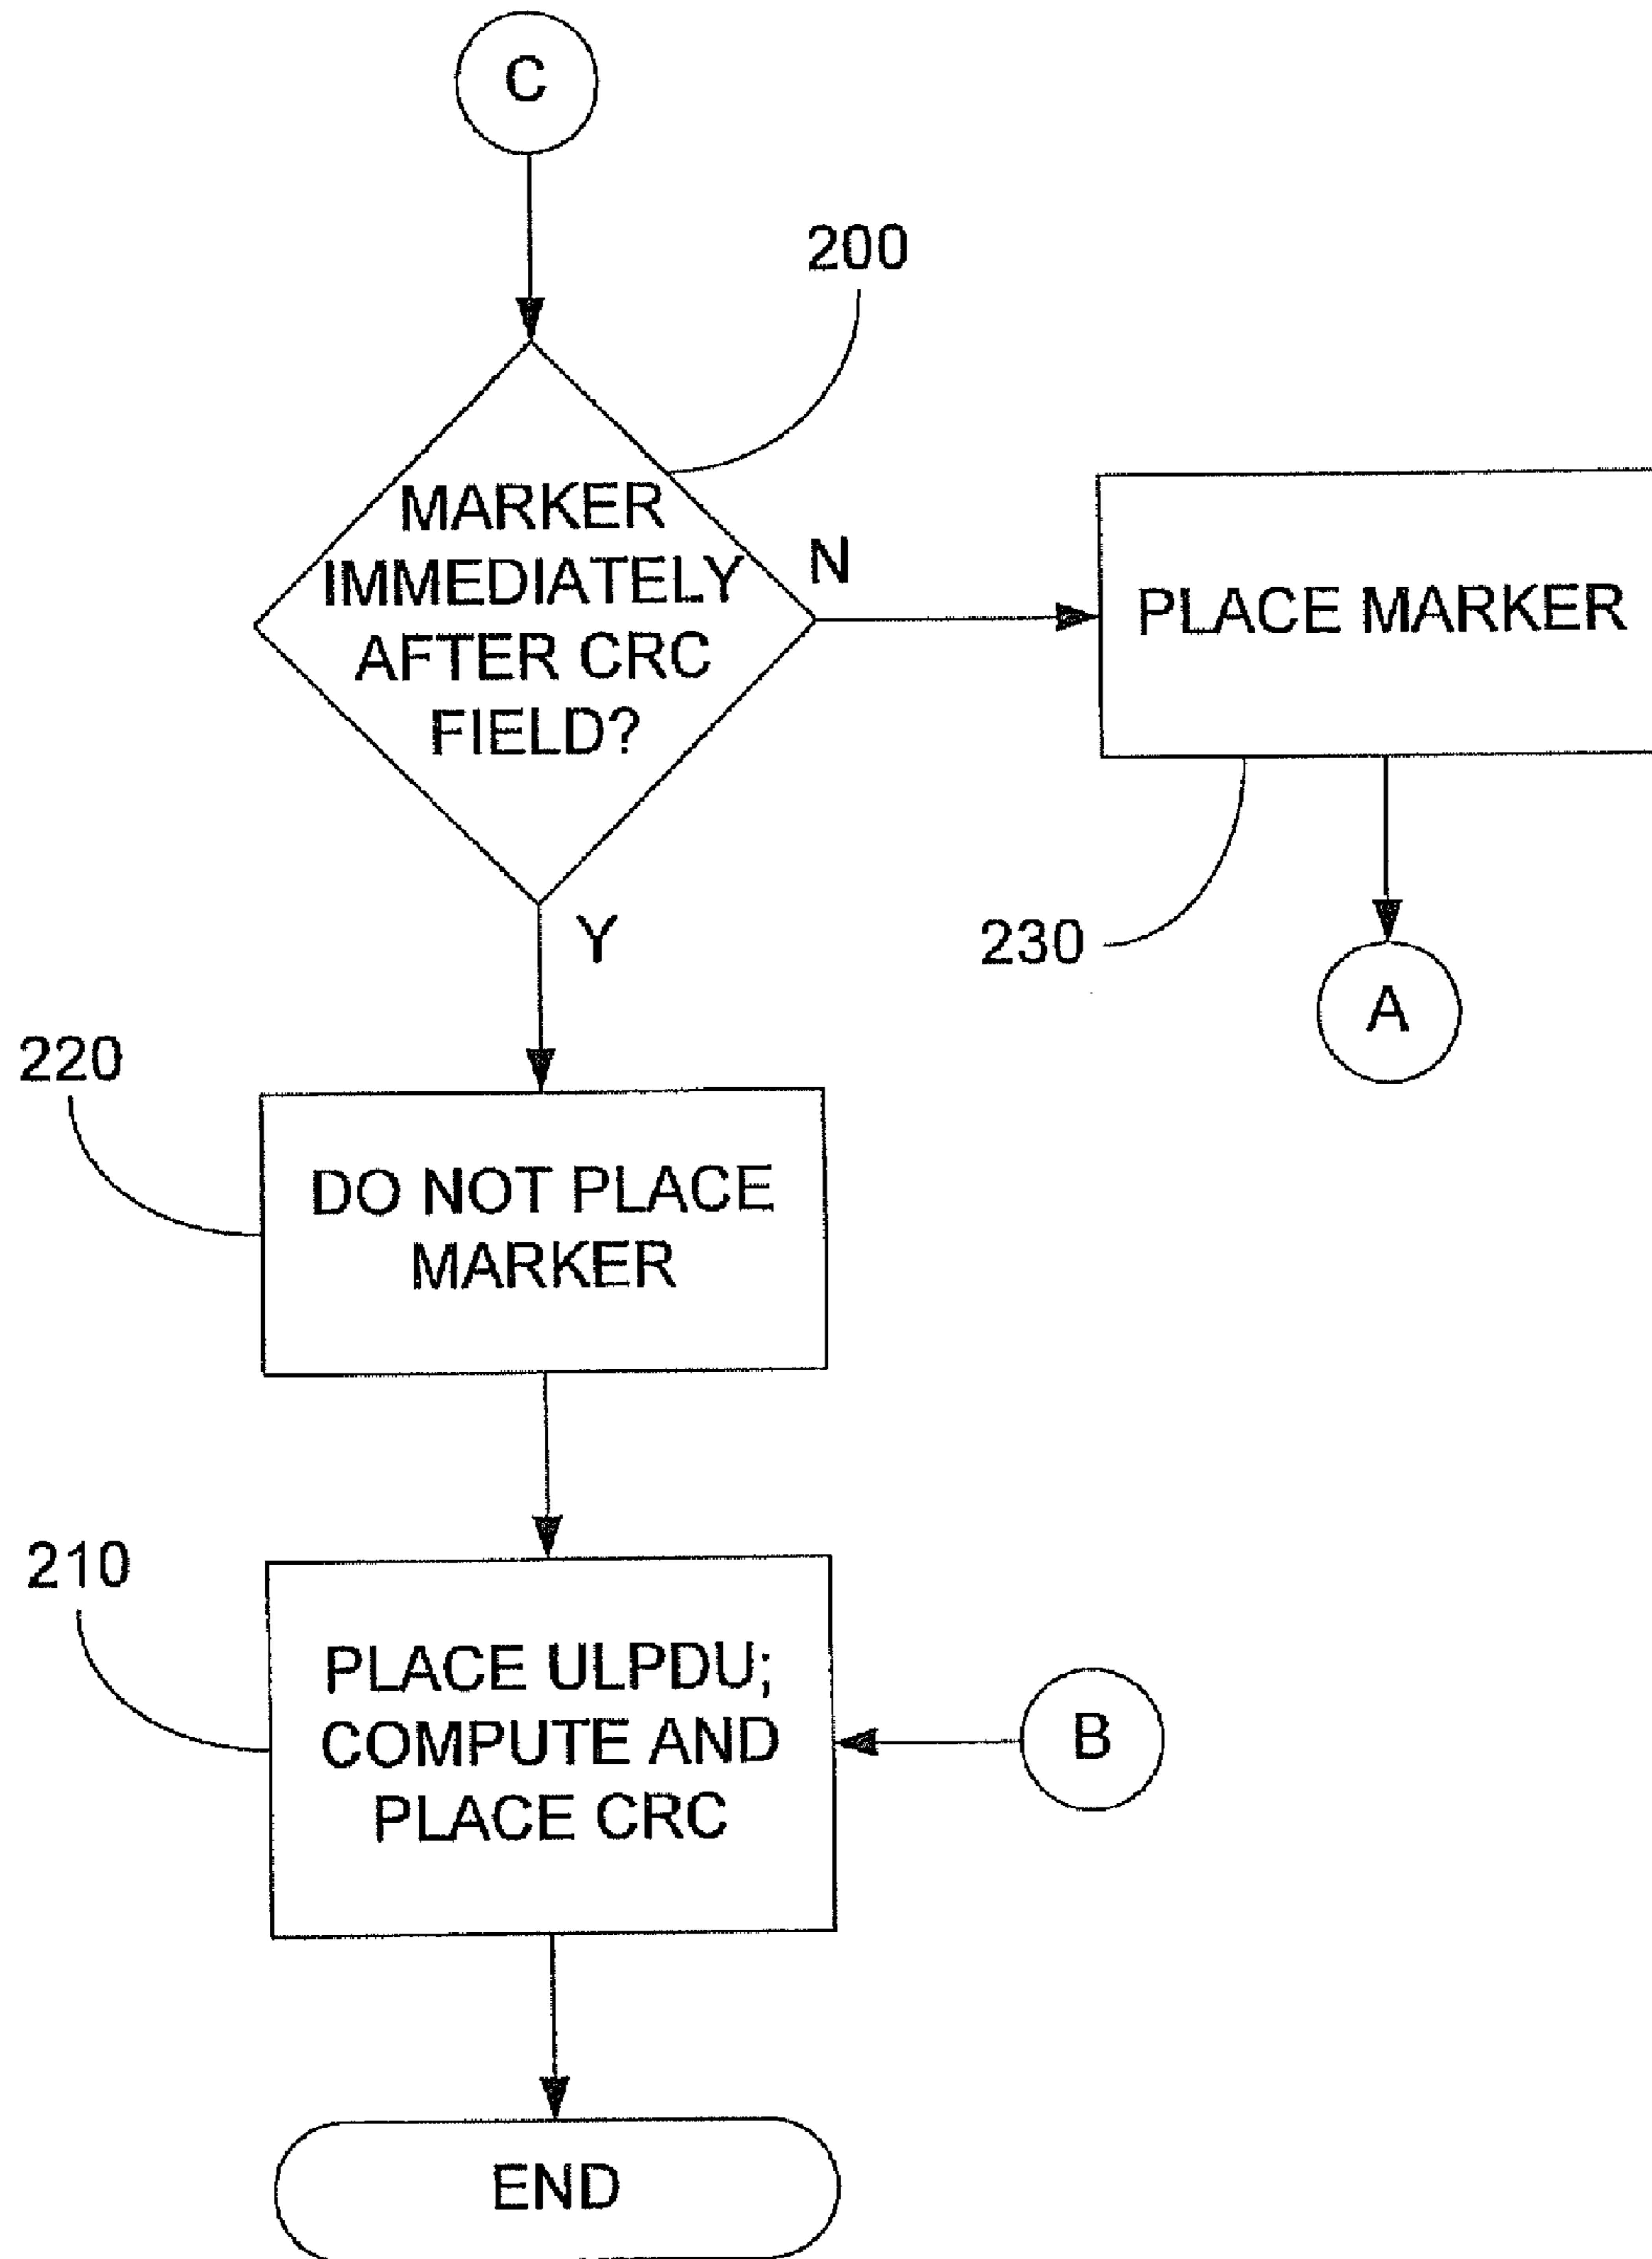 C
200
MARKER
IMMEDIATELY
AFTER CRC
FIELD?
N
PLACE MARKER
230
A
Y
220
DO NOT PLACE
MARKER
210
PLACE ULPDU;
COMPUTE AND
PLACE CRC
B
END